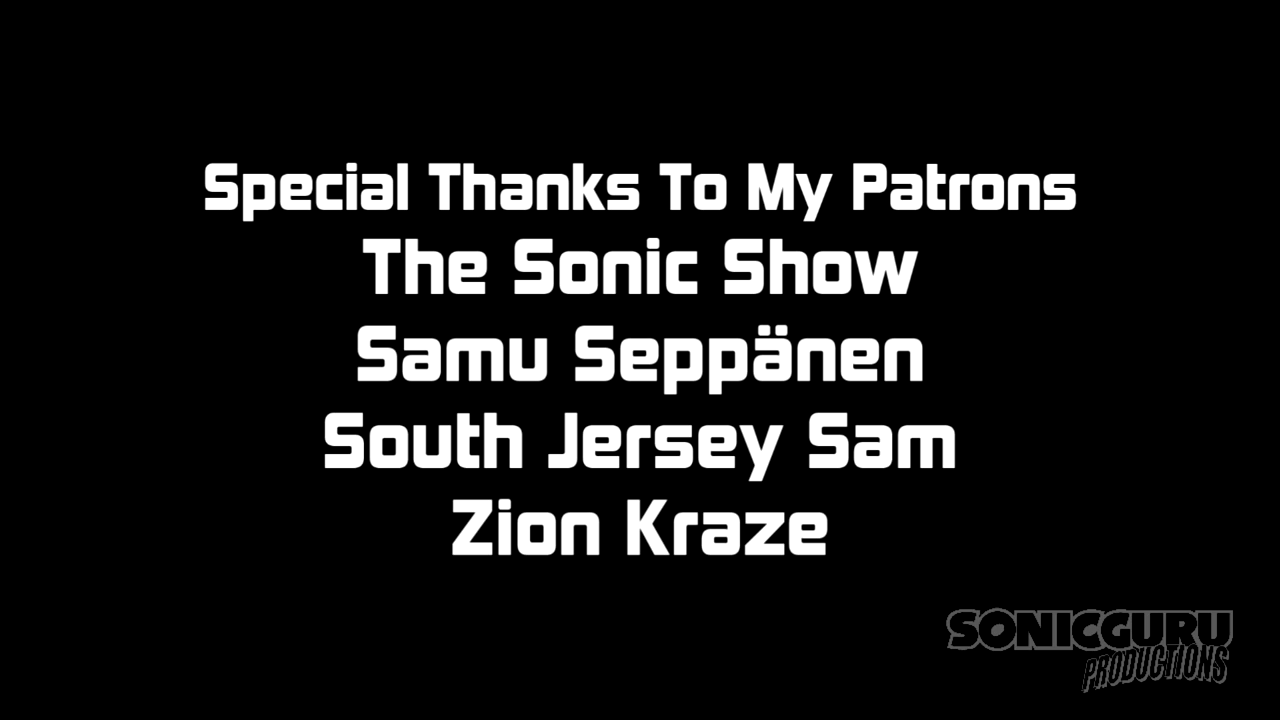 Special Thanks To My Patrons
The Sonic Show
Samu Seppänen
South Jersey Sam
Zion Kraze
SONICGURU
PRODUCTIONS